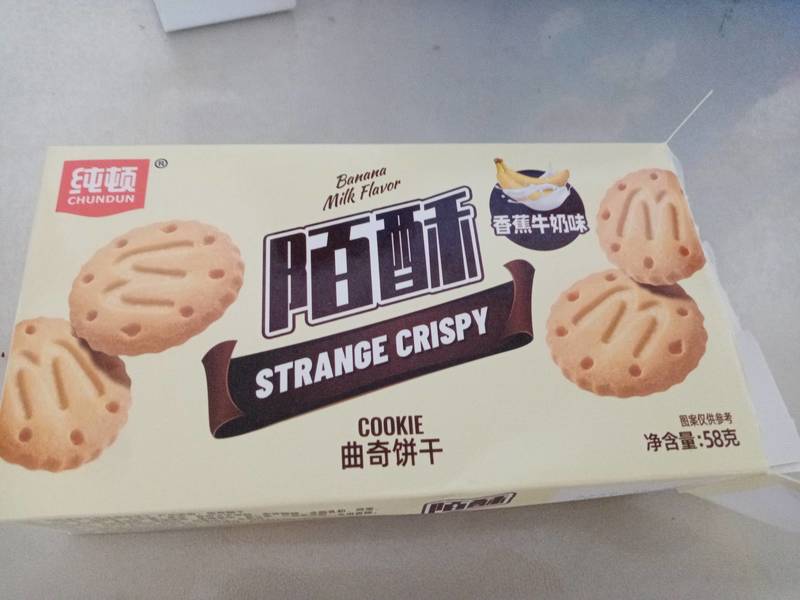 纯顿
®
CHUNDUN
Banana
Milk Flavor
陌酥
香蕉牛奶味
STRANGE CRISPY
COOKIE
曲奇饼干
图案仅供参考
净含量:58克
陌酥